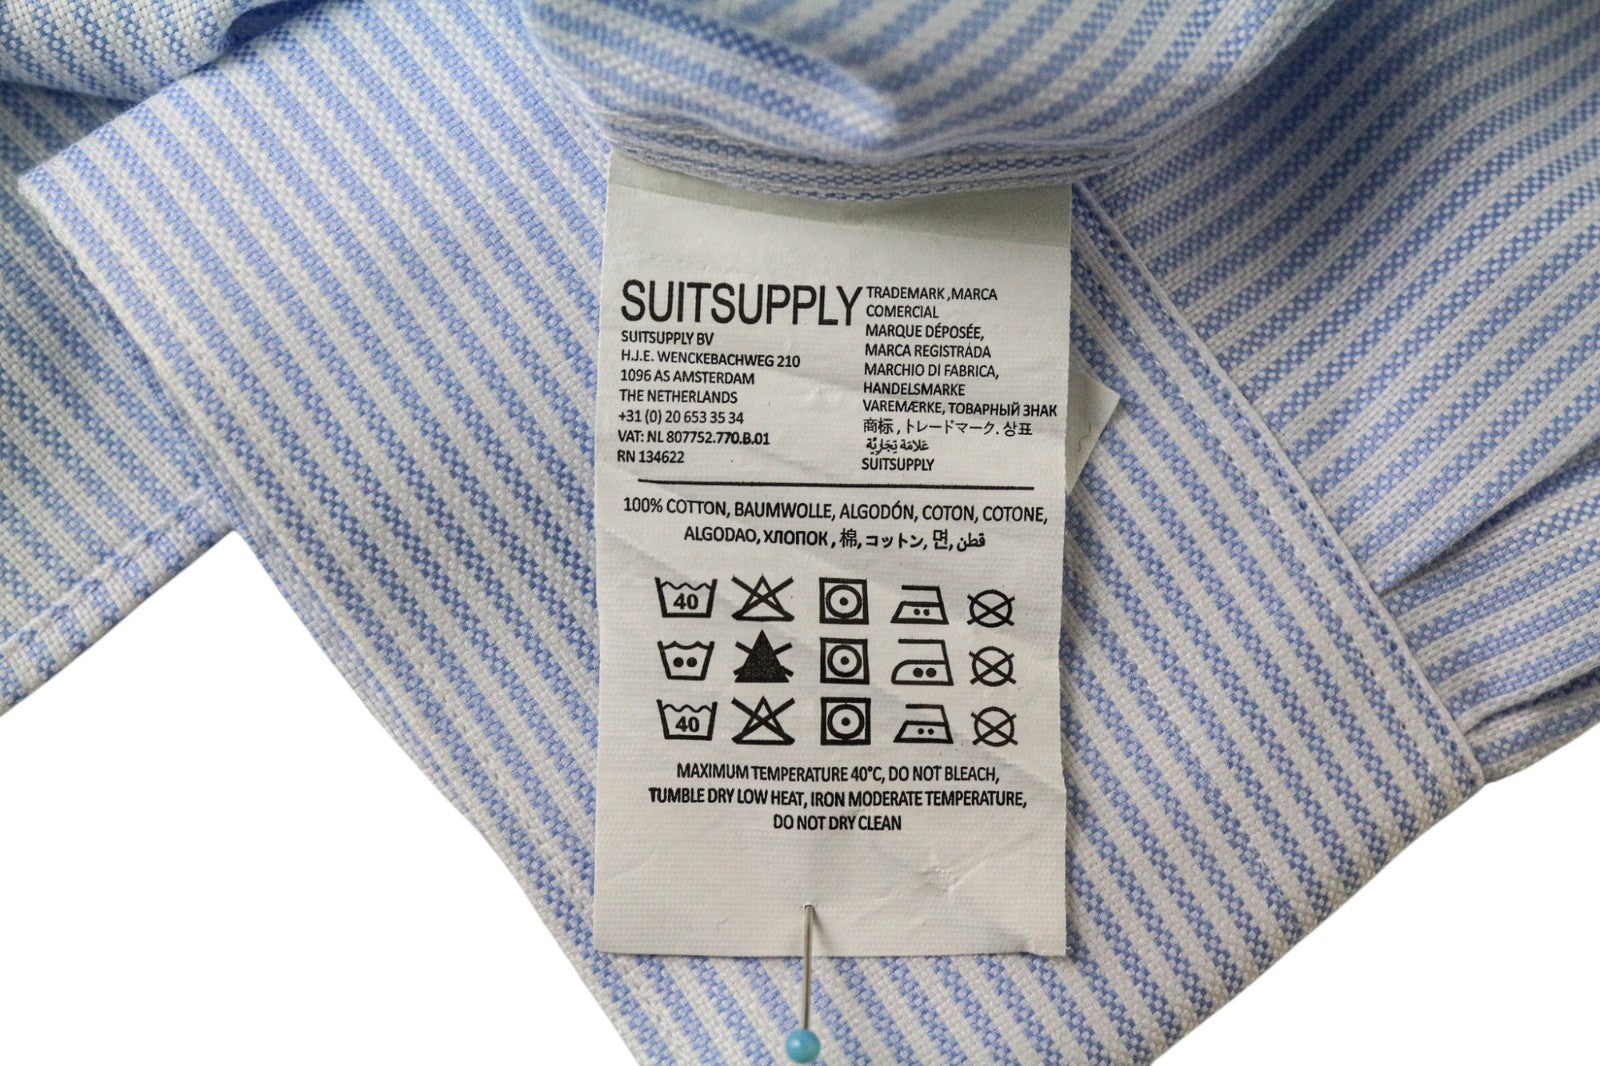 SUITSUPPLY
SUITSUPPLY BV
H.J.E. WENCKEBACHWEG 210
1096 AS AMSTERDAM
THE NETHERLANDS
+31 (0) 20 653 35 34
VAT: NL 807752.770.B.01
RN 134622
TRADEMARK ,MARCA
COMERCIAL
MARQUE DÉPOSÉE,
MARCA REGISTRADA
MARCHIO DI FABRICA,
HANDELSMARKE
VAREMÆRKE, ТОВАРНЫЙ ЗНАК
商标 , トレードマーク. 상표
عَلامَة تِجَارِيَّة
SUITSUPPLY
100% COTTON, BAUMWOLLE, ALGODÓN, COTON, COTONE,
ALGODAO, ХЛОПОК , 棉, コットン, 면, قطن
40
40
MAXIMUM TEMPERATURE 40°C, DO NOT BLEACH,
TUMBLE DRY LOW HEAT, IRON MODERATE TEMPERATURE,
DO NOT DRY CLEAN